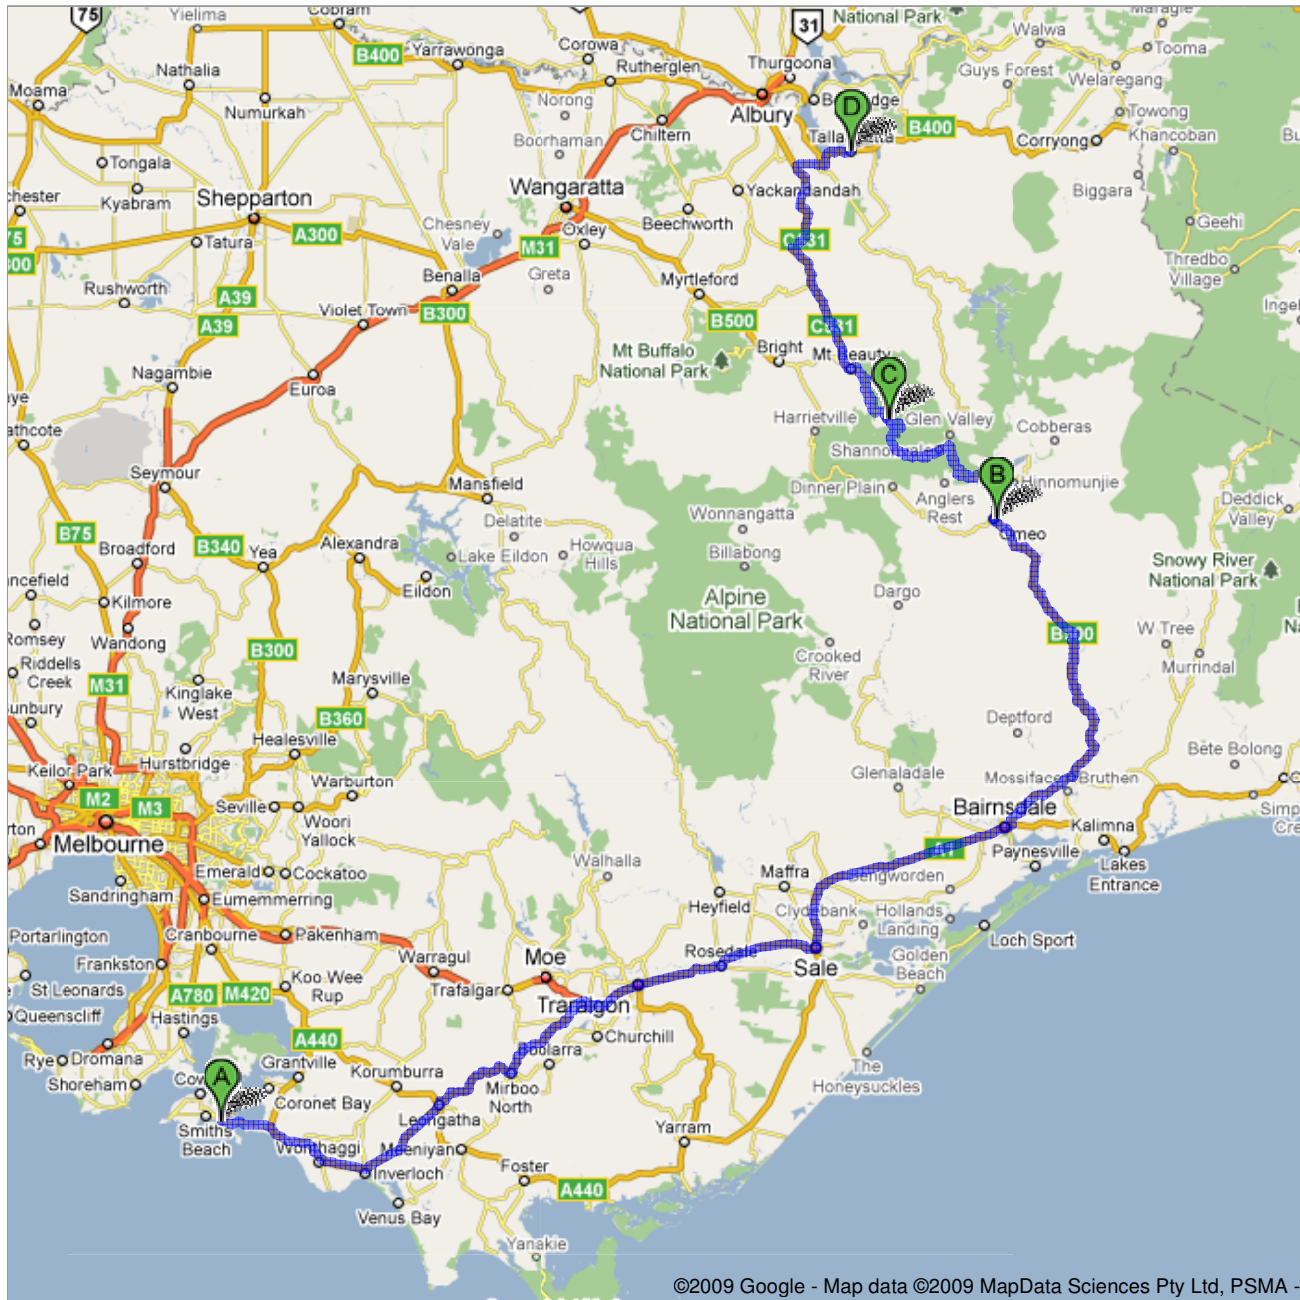 75
Yielima
Cobram
31
National Park
Maragle
B400
Yarrawonga
Corowa
Thurgoona
Walwa
Tooma
Nathalia
Rutherglen
Guys Forest
Welaregang
Moama
Numurkah
Norong
Albury
D
Towong
Boorhaman
Chiltern
B400
Corryong
Khancoban
Tongala
Wangaratta
Yackandandah
Biggara
Kyabram
Shepparton
Beechworth
Geehi
Chesney
Vale
Oxley
Tatura
A300
M31
Thredbo
Village
Benalla
Greta
Myrtleford
Rushworth
A39
Violet Town
B300
B500
A39
Mt Buffalo
National Park
Bright
Nagambie
Euroa
C
Harrietville
Glen Valley
Cobberas
Seymour
Mansfield
Dinner Plain
B
Hinnomunjie
Anglers
Rest
Deddick
Valley
Wonnangatta
Delatite
B75
B340
Yea
Alexandra
Lake Eildon
Howqua
Hills
Billabong
Broadford
Snowy River
National Park
Eildon
Alpine
National Park
Dargo
Kilmore
Romsey
Wandong
B300
W Tree
Riddells
Creek
Crooked
River
Murrindal
M31
Kinglake
West
Marysville
B360
Deptford
Healesville
Bete Bolong
Hurstbridge
Keilor Park
Glenaladale
Mossiface
Bruthen
Warburton
M2
M3
Seville
Bairnsdale
Woori
Yallock
Melbourne
Kalimna
Paynesville
Lakes
Entrance
Walhalla
Emerald
Cockatoo
Maffra
Sandringham
Eumemmerring
Heyfield
Clydebank
Hollands
Landing
Portarlington
Cranbourne
Pakenham
Loch Sport
Frankston
Warragul
Moe
Rosedale
Golden
Beach
Koo Wee
Rup
Sale
St Leonards
A780
M420
Trafalgar
Traralgon
Queenscliff
Hastings
A440
Churchill
Rye
Dromana
Grantville
The
Honeysuckles
Shoreham
A
Korumburra
Mirboo
North
Coronet Bay
Leongatha
Smiths
Beach
Yarram
Inverloch
Foster
A440
Venus Bay
Yanakie
©2009 Google - Map data ©2009 MapData Sciences Pty Ltd, PSMA -